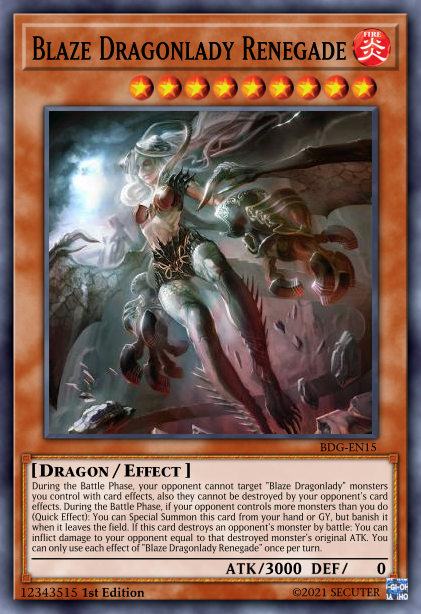 BLAZE DRAGONLADY RENEGADE
FIRE
炎
BDG-EN15
[DRAGON / EFFECT]
During the Battle Phase, your opponent cannot target "Blaze Dragonlady" monsters
you control with card effects, also they cannot be destroyed by your opponent's card
effects. During the Battle Phase, if your opponent controls more monsters than you do
(Quick Effect): You can Special Summon this card from your hand or GY, but banish it
when it leaves the field. If this card destroys an opponent's monster by battle: You can
inflict damage to your opponent equal to that destroyed monster's original ATK. You
can only use each effect of "Blaze Dragonlady Renegade" once per turn.
ATK/3000 DEF/ 0
12343515 1st Edition
©2021 SECUTER